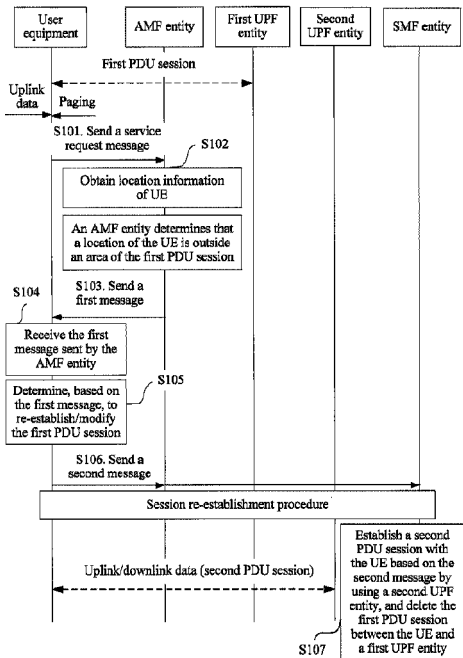 User
equipment
AMF entity
First UPF
entity
Second
UPF entity
SMF entity
First PDU session
Uplink
data
Paging
S101. Send a service
request message
S102
Obtain location information
of UE
An AMF entity determines that
a location of the UE is outside
an area of the first PDU session
S103. Send a
first message
S104
Receive the first
message sent by the
AMF entity
S105
Determine, based on
the first message, to
re-establish/modify
the first PDU session
S106. Send a
second message
Session re-establishment procedure
Uplink/downlink data (second PDU session)
Establish a second
PDU session with
the UE based on the
second message by
using a second UPF
entity, and delete the
first PDU session
between the UE and
a first UPF entity
S107